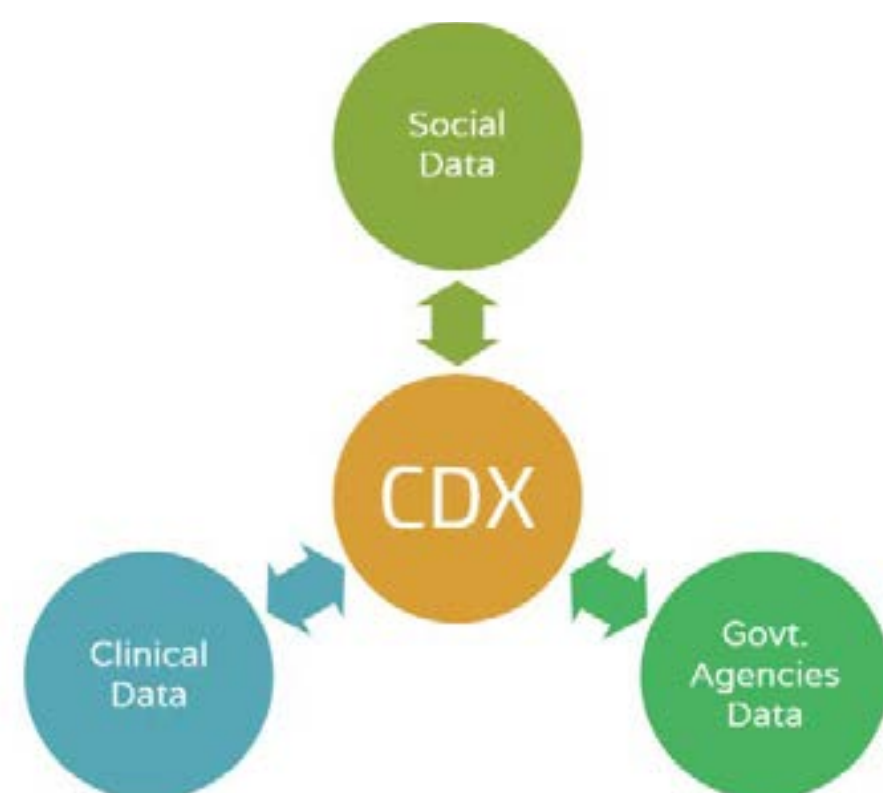 Social
Data
CDX
Clinical
Data
Govt.
Agencies
Data